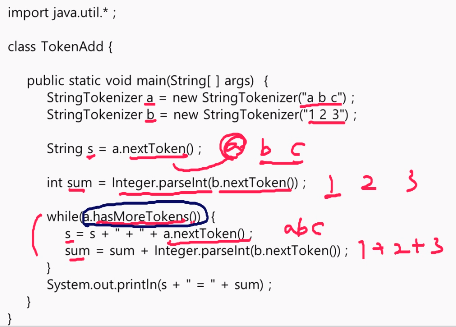 import java.util.* ;
class TokenAdd {
public static void main(String[ ] args) {
StringTokenizer a = new StringTokenizer("a b c") ;
StringTokenizer b = new StringTokenizer("1 2 3") ;
String s = a.nextToken() ; a b c
int sum = Integer.parseInt(b.nextToken()) ; 1 2 3
while(a.hasMoreTokens()) {
s = s + " + " + a.nextToken() ; abc
sum = sum + Integer.parseInt(b.nextToken()) ; 1+2+3
}
System.out.println(s + " = " + sum) ;
}
}